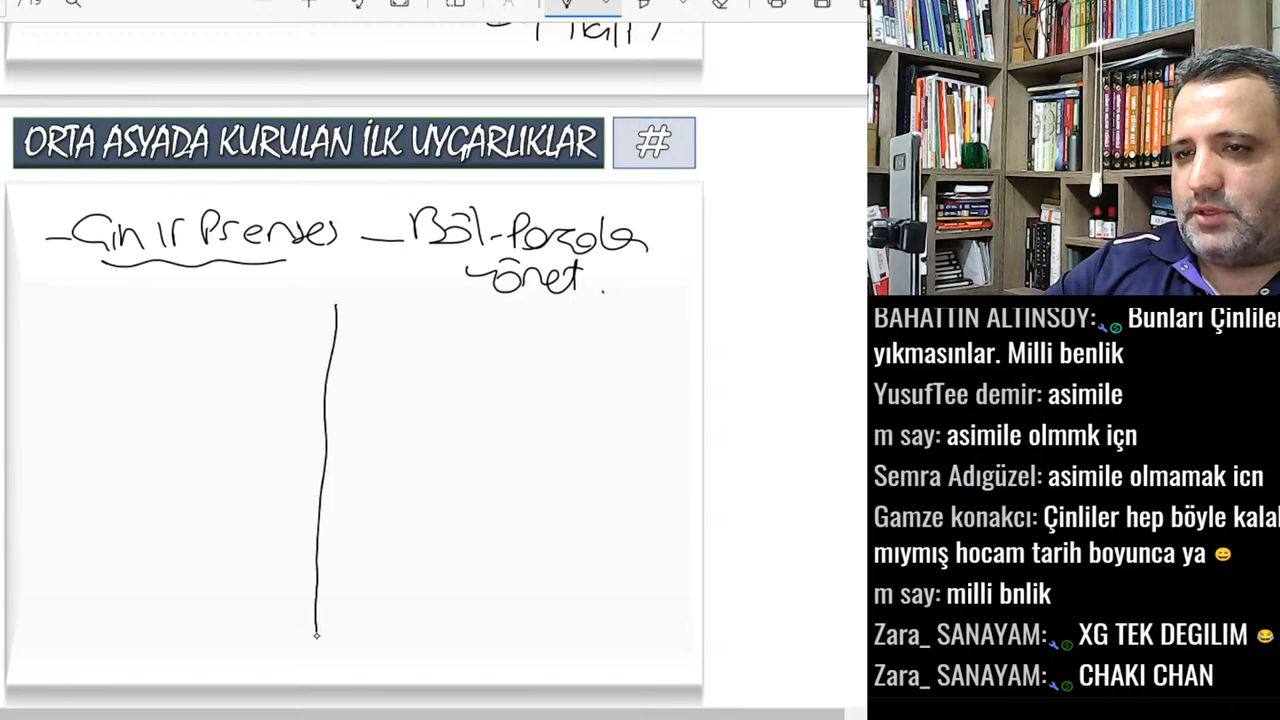 ORTA ASYADA KURULAN İLK UYGARLIKLAR #
- Çin lı Prenses - Böl-Parçala
yönet.
BAHATTIN ALTINSOY: Bunları Çinliler
yıkmasınlar. Milli benlik
YusufTee demir: asimile
m say: asimile olmmk içn
Semra Adıgüzel: asimile olmamak icn
Gamze konakcı: Çinliler hep böyle kalal
mıymış hocam tarih boyunca ya 😄
m say: milli bnlik
Zara_ SANAYAM: XG TEK DEGILIM 😂
Zara_ SANAYAM: CHAKI CHAN